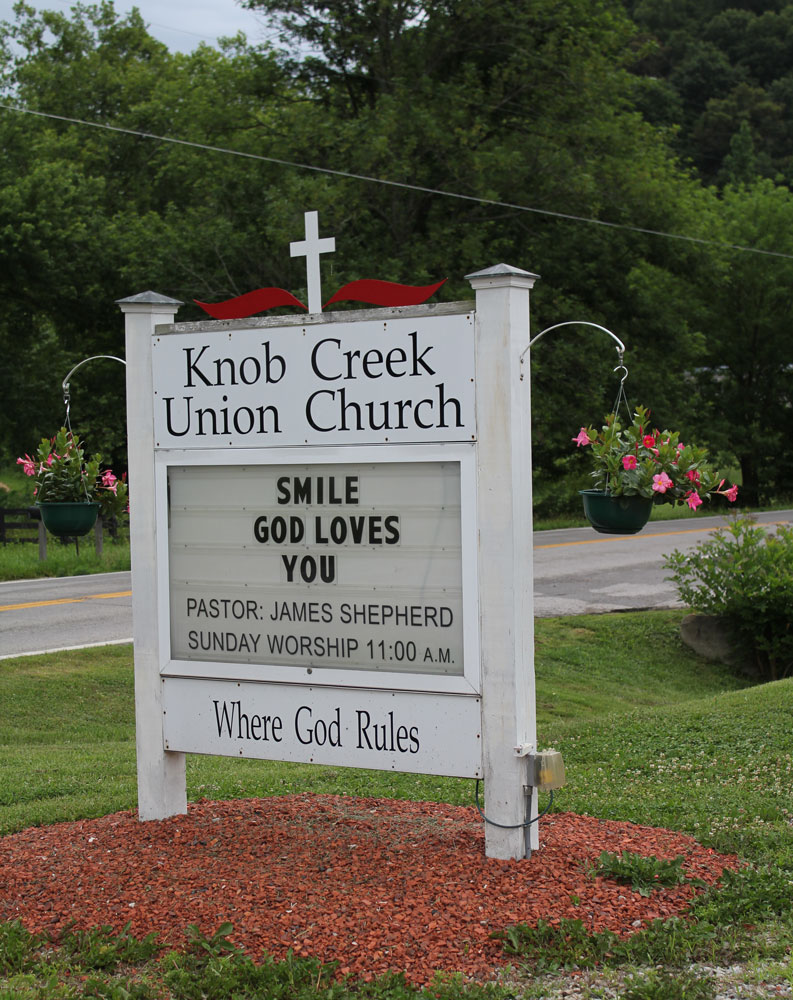 Knob Creek
Union Church
SMILE
GOD LOVES
YOU
PASTOR: JAMES SHEPHERD
SUNDAY WORSHIP 11:00 A.M.
Where God Rules